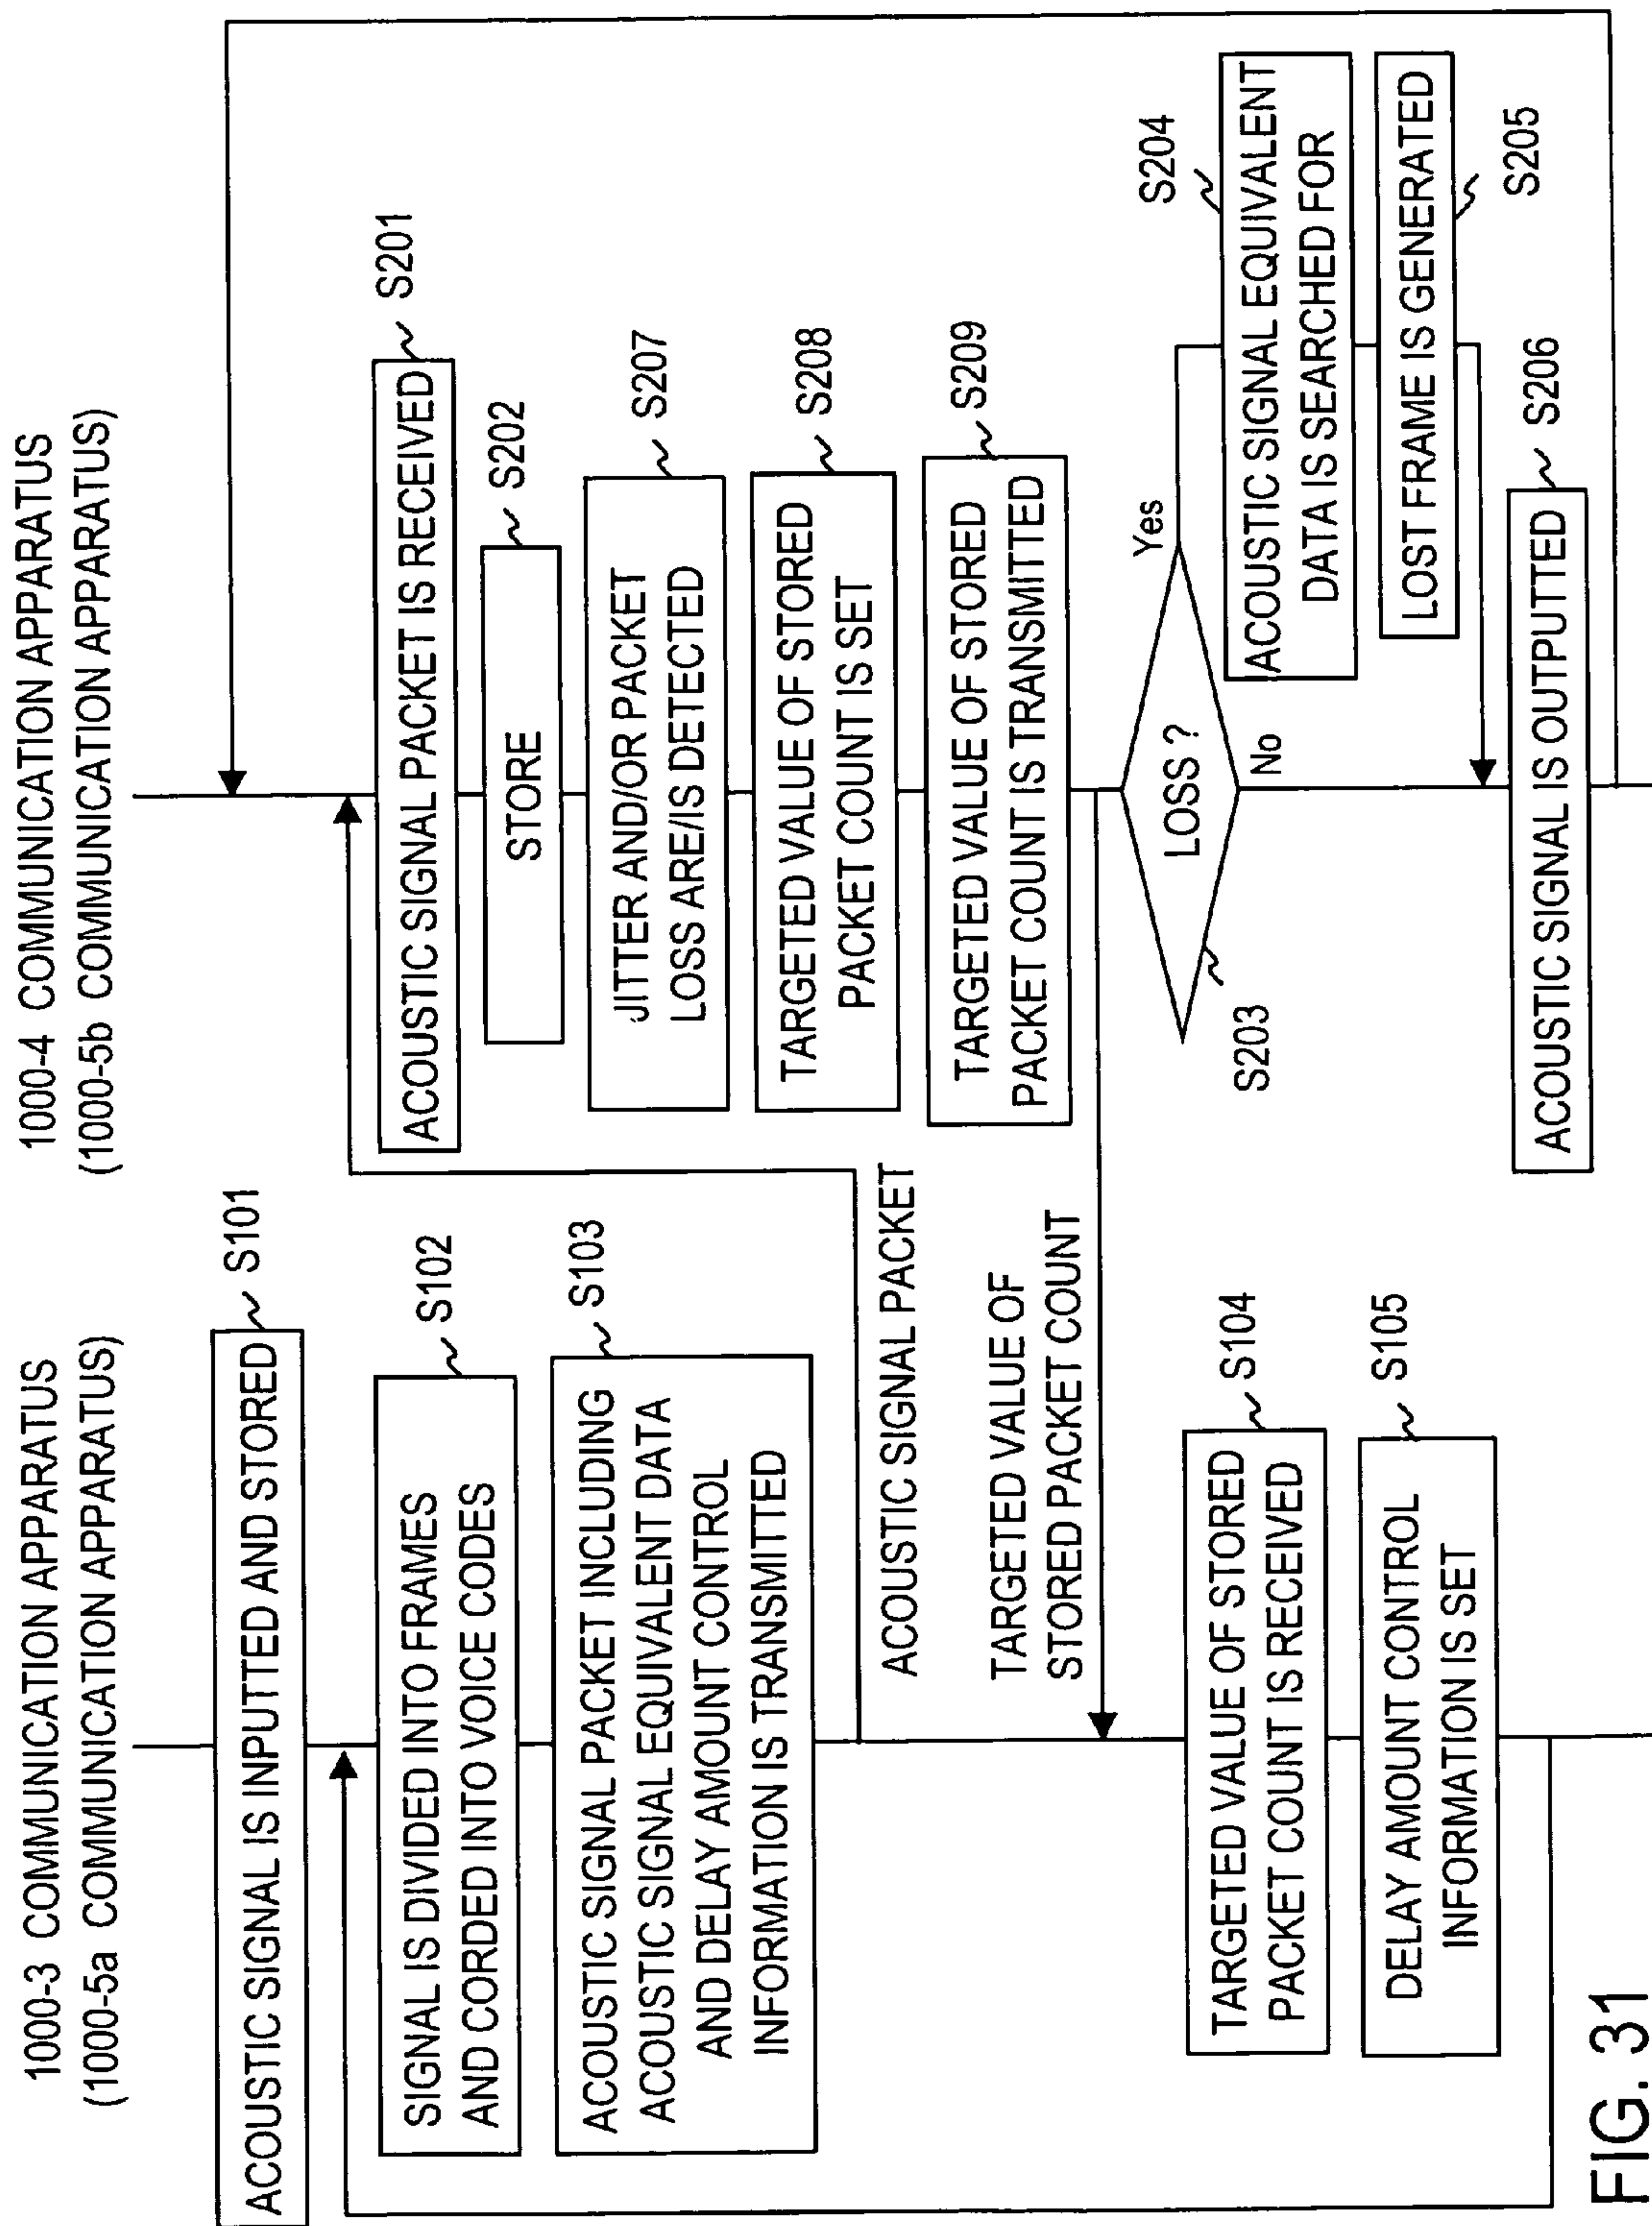 1000-3 COMMUNICATION APPARATUS
(1000-5a COMMUNICATION APPARATUS)
ACOUSTIC SIGNAL IS INPUTTED AND STORED
S101
SIGNAL IS DIVIDED INTO FRAMES
AND CORDED INTO VOICE CODES
S102
ACOUSTIC SIGNAL PACKET INCLUDING
ACOUSTIC SIGNAL EQUIVALENT DATA
AND DELAY AMOUNT CONTROL
INFORMATION IS TRANSMITTED
S103
ACOUSTIC SIGNAL PACKET
TARGETED VALUE OF
STORED PACKET COUNT
TARGETED VALUE OF STORED
PACKET COUNT IS RECEIVED
S104
DELAY AMOUNT CONTROL
INFORMATION IS SET
S105
1000-4 COMMUNICATION APPARATUS
(1000-5b COMMUNICATION APPARATUS)
ACOUSTIC SIGNAL PACKET IS RECEIVED
S201
STORE
S202
JITTER AND/OR PACKET
LOSS ARE/IS DETECTED
S207
TARGETED VALUE OF STORED
PACKET COUNT IS SET
S208
TARGETED VALUE OF STORED
PACKET COUNT IS TRANSMITTED
S209
LOSS ?
S203
Yes
No
ACOUSTIC SIGNAL EQUIVALENT
DATA IS SEARCHED FOR
S204
LOST FRAME IS GENERATED
S205
ACOUSTIC SIGNAL IS OUTPUTTED
S206
FIG. 31